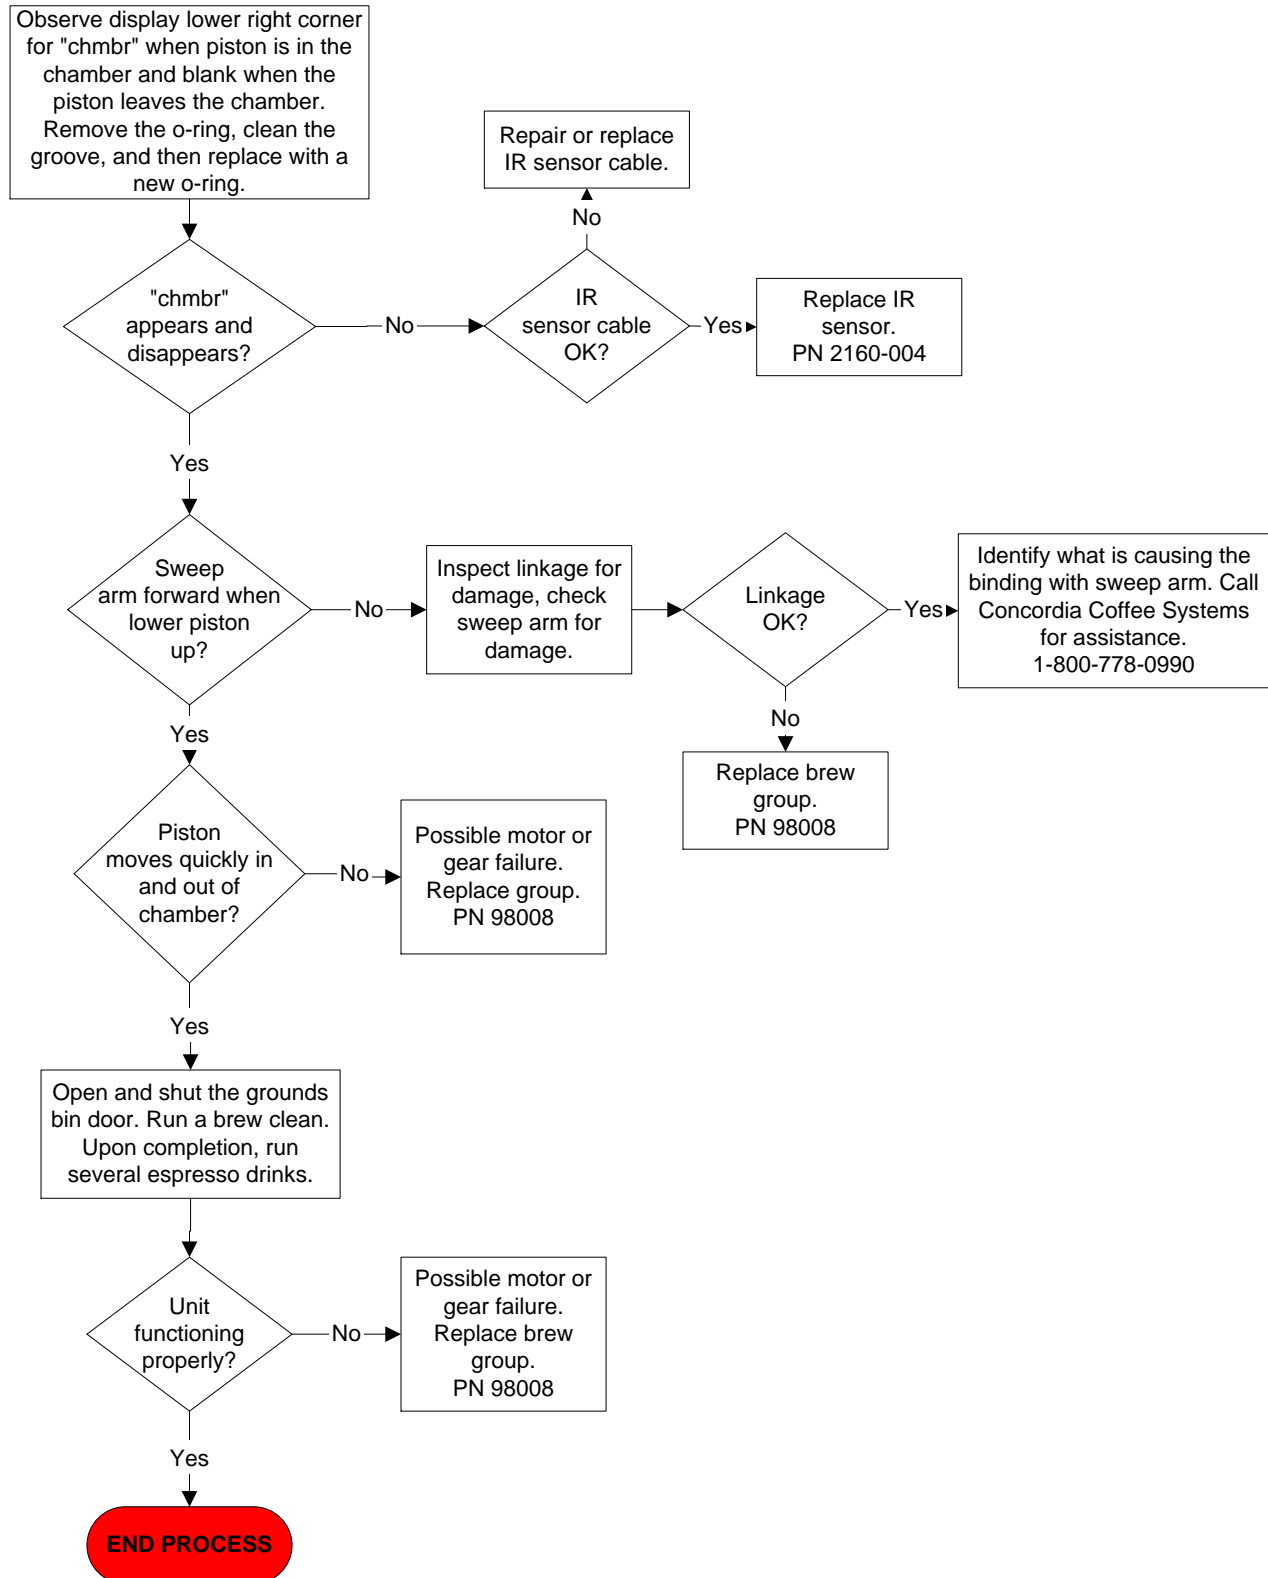 Observe display lower right corner
for "chmbr" when piston is in the
chamber and blank when the
piston leaves the chamber.
Remove the o-ring, clean the
groove, and then replace with a
new o-ring.
Repair or replace
IR sensor cable.
No
"chmbr"
appears and
disappears?
No
IR
sensor cable
OK?
Yes
Replace IR
sensor.
PN 2160-004
Yes
Sweep
arm forward when
lower piston
up?
No
Inspect linkage for
damage, check
sweep arm for
damage.
Linkage
OK?
Yes
Identify what is causing the
binding with sweep arm. Call
Concordia Coffee Systems
for assistance.
1-800-778-0990
No
Replace brew
group.
PN 98008
Yes
Piston
moves quickly in
and out of
chamber?
No
Possible motor or
gear failure.
Replace group.
PN 98008
Yes
Open and shut the grounds
bin door. Run a brew clean.
Upon completion, run
several espresso drinks.
Unit
functioning
properly?
No
Possible motor or
gear failure.
Replace brew
group.
PN 98008
Yes
END PROCESS